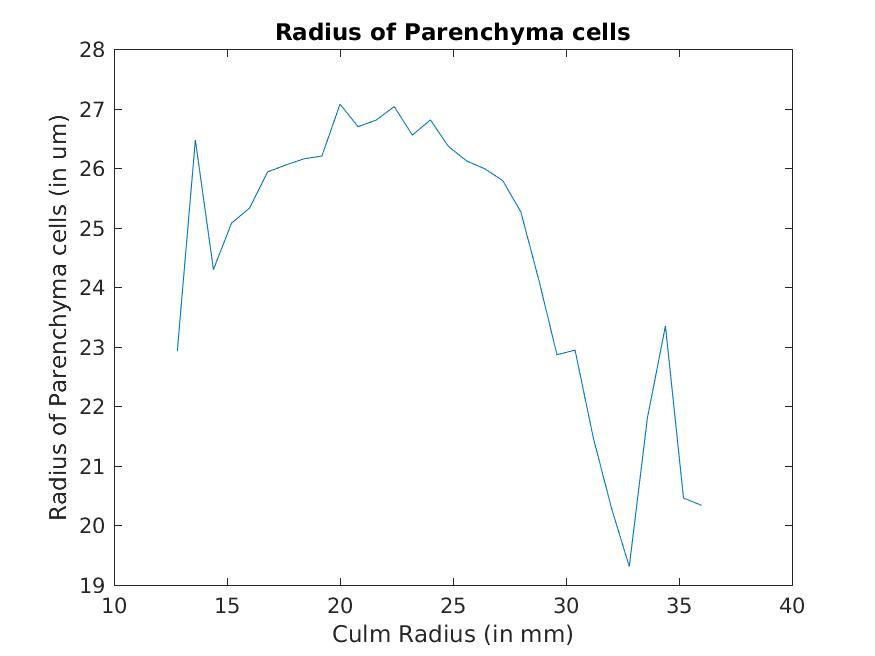 Radius of Parenchyma cells
28
27
26
25
24
23
22
21
20
19
Radius of Parenchyma cells (in um)
10 15 20 25 30 35 40
Culm Radius (in mm)